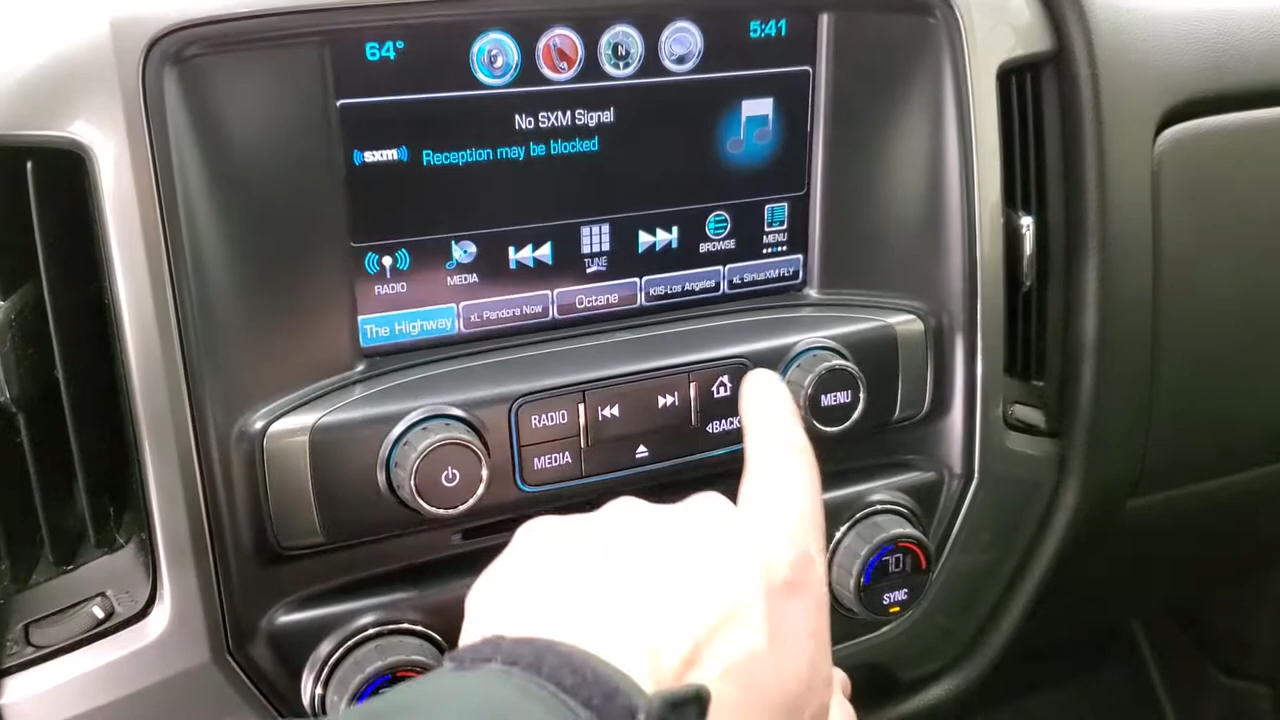 64°
N
5:41
No SXM Signal
((sxm))
Reception may be blocked
RADIO
MEDIA
TUNE
BROWSE
MENU
The Highway
xL Pandora Now
Octane
KIIS-Los Angeles
xL SiriusXM FLY
RADIO
MEDIA
BACK
MENU
70
SYNC